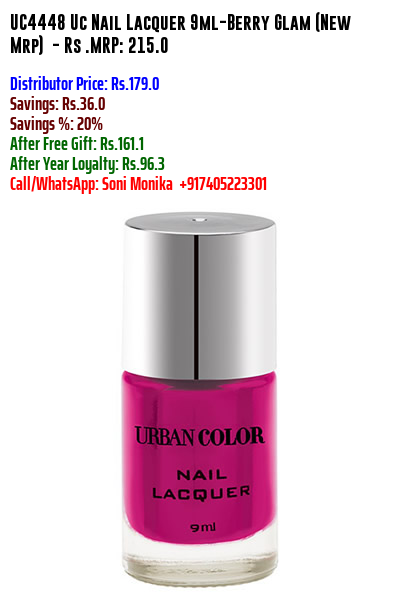 UC4448 Uc Nail Lacquer 9ml-Berry Glam (New
Mrp) - Rs .MRP: 215.0
Distributor Price: Rs.179.0
Savings: Rs.36.0
Savings %: 20%
After Free Gift: Rs.161.1
After Year Loyalty: Rs.96.3
Call/WhatsApp: Soni Monika +917405223301
URBAN COLOR
NAIL
LACQUER
9ml